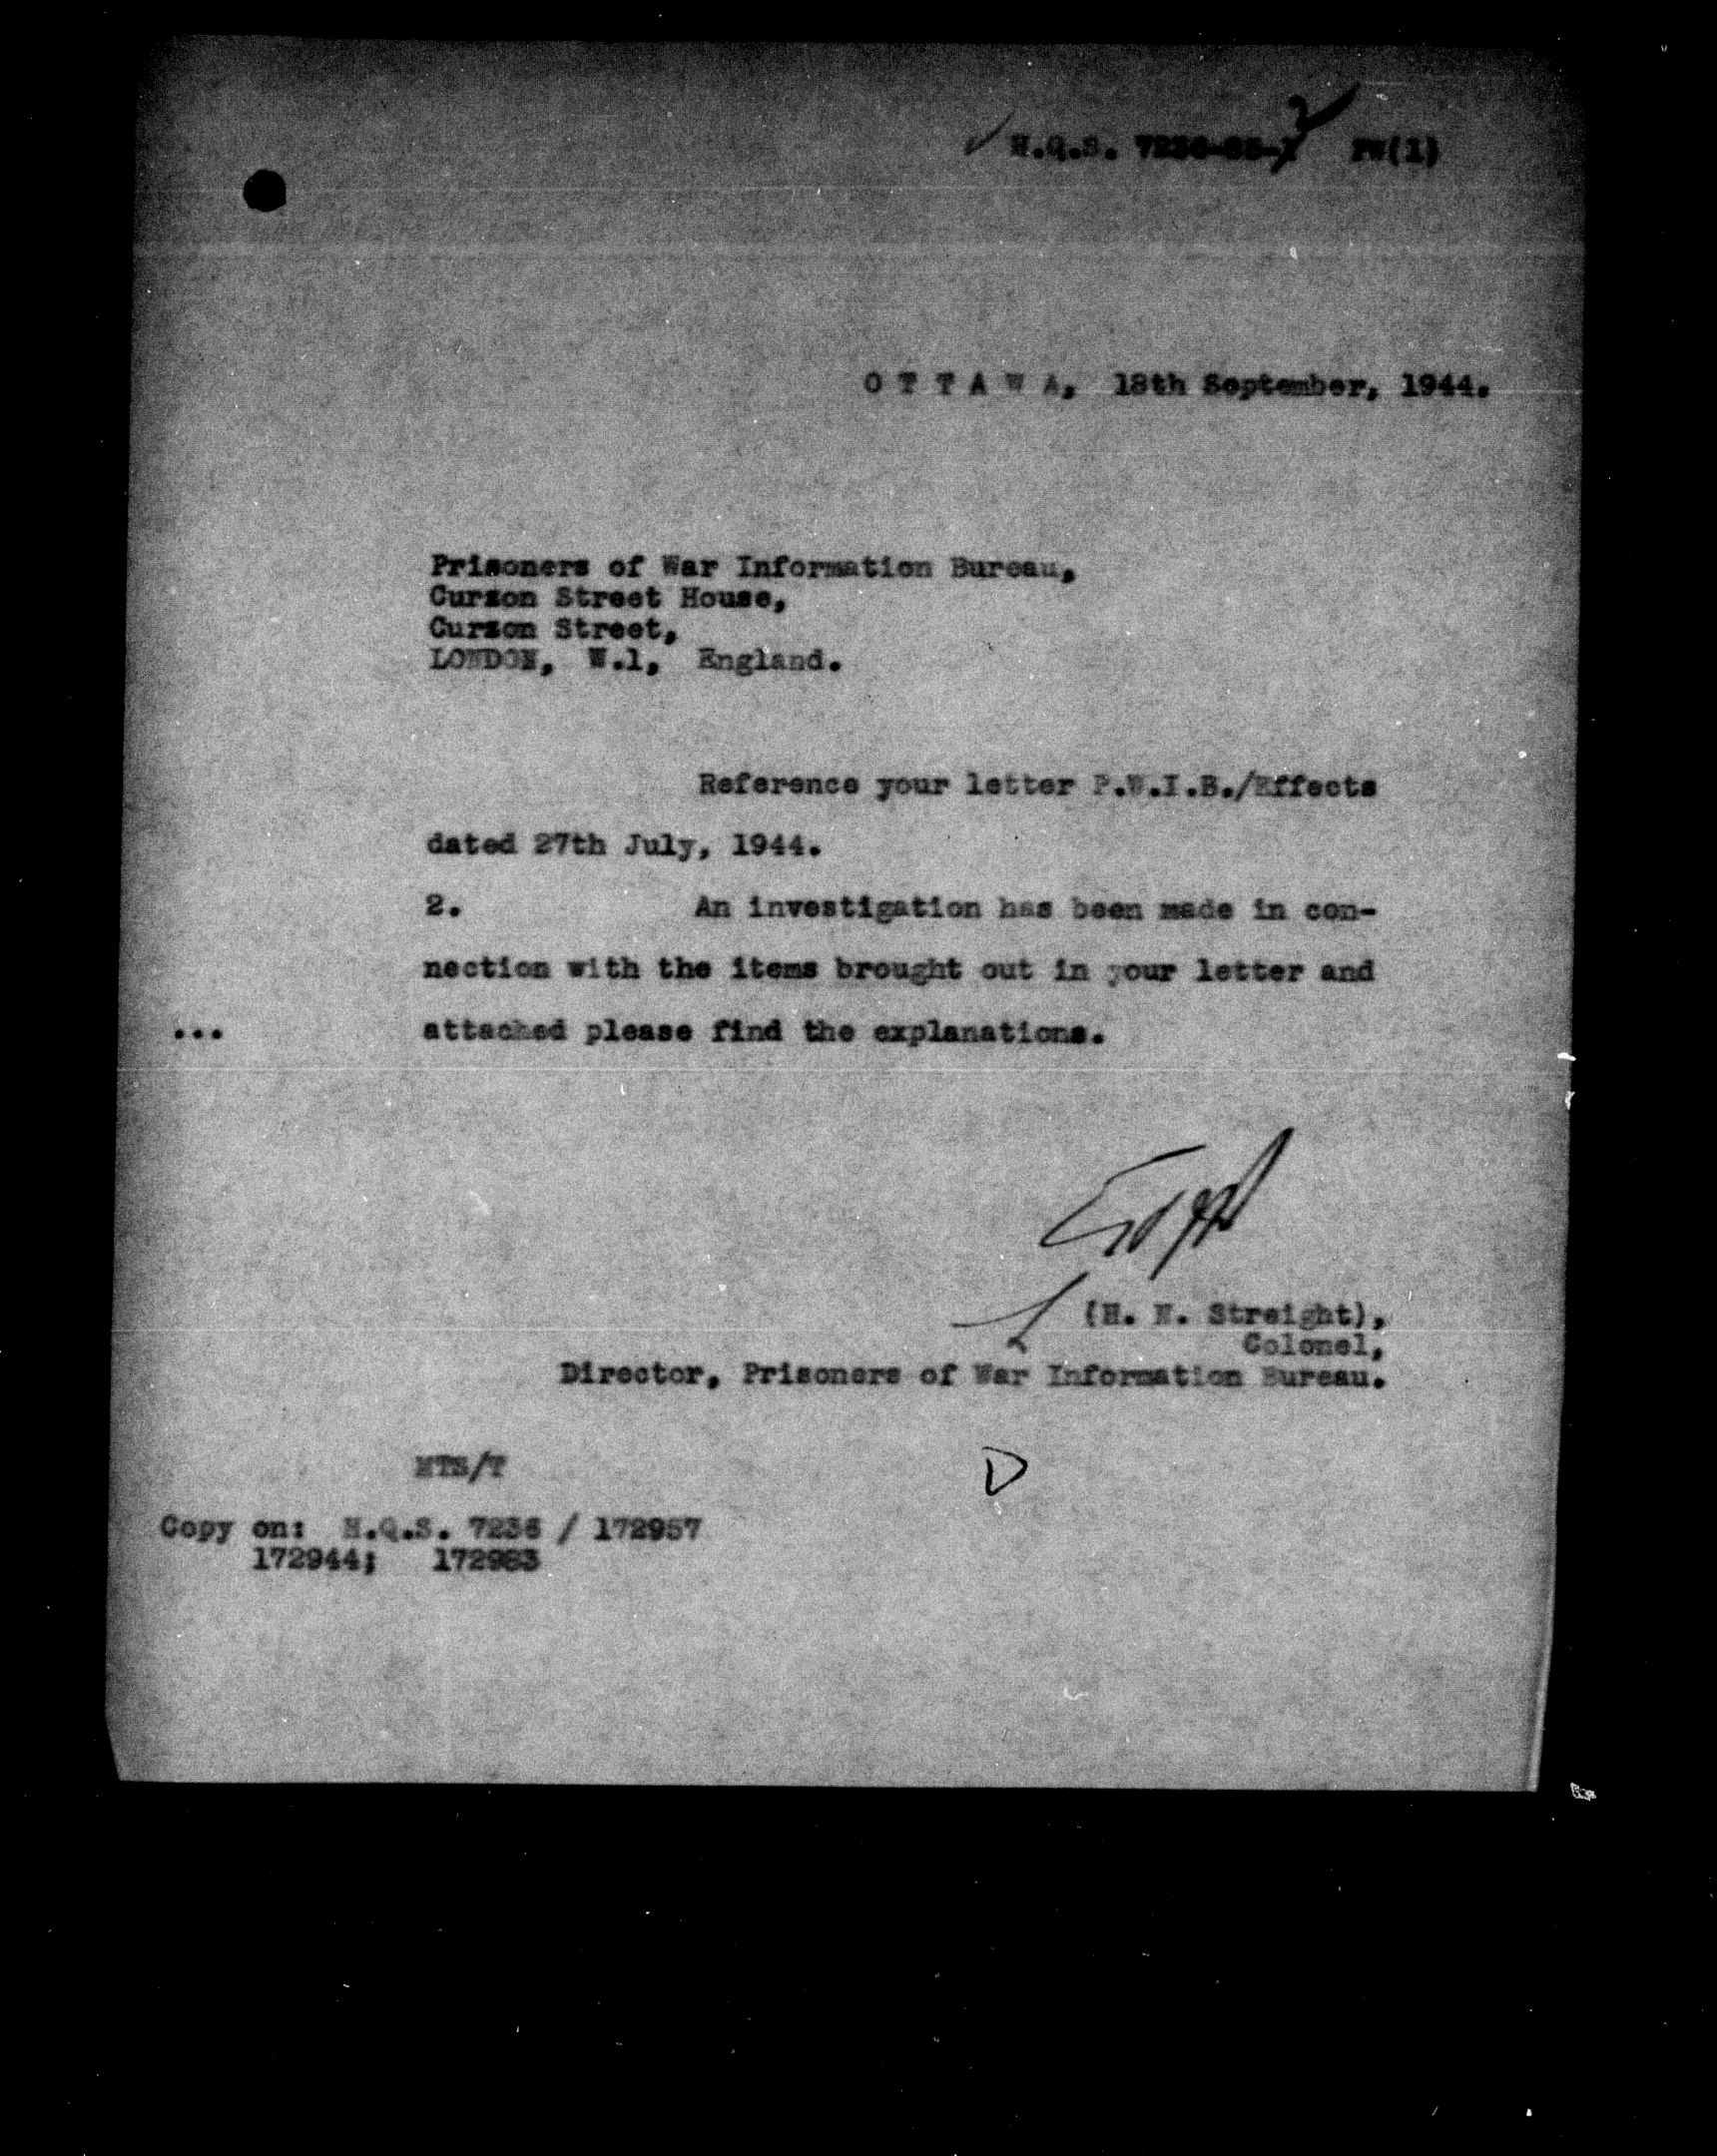 H.Q.S. 7236-85-1 2 PW(1)
O T T A W A, 18th September, 1944.
Prisoners of War Information Bureau,
Curzon Street House,
Curzon Street,
LONDON, W.1, England.
Reference your letter P.W.I.B./Effects
dated 27th July, 1944.
2. An investigation has been made in con-
nection with the items brought out in your letter and
... attached please find the explanations.
(H. N. Streight),
Colonel,
Director, Prisoners of War Information Bureau.
D
Copy on: H.Q.S. 7236 / 172957
172944; 172983